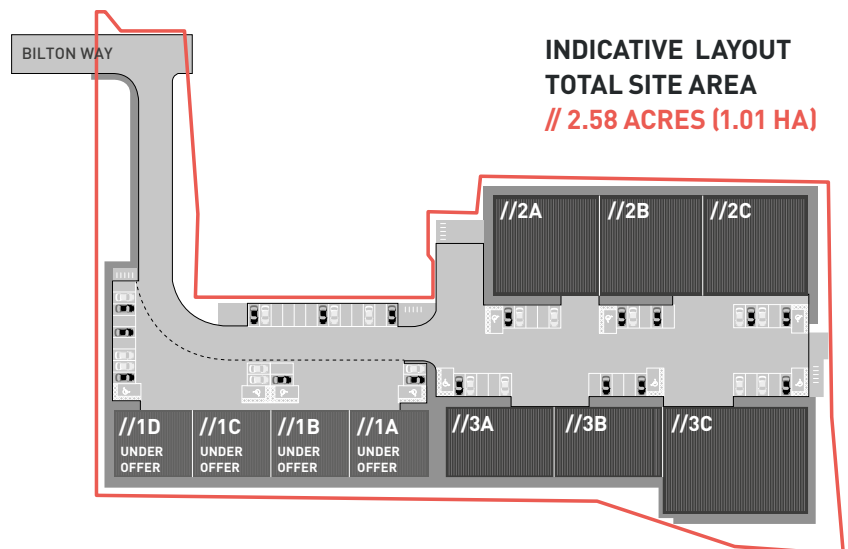 BILTON WAY
INDICATIVE LAYOUT
TOTAL SITE AREA
// 2.58 ACRES (1.01 HA)
//2A
//2B
//2C
//1D
UNDER
OFFER
//1C
UNDER
OFFER
//1B
UNDER
OFFER
//1A
UNDER
OFFER
//3A
//3B
//3C